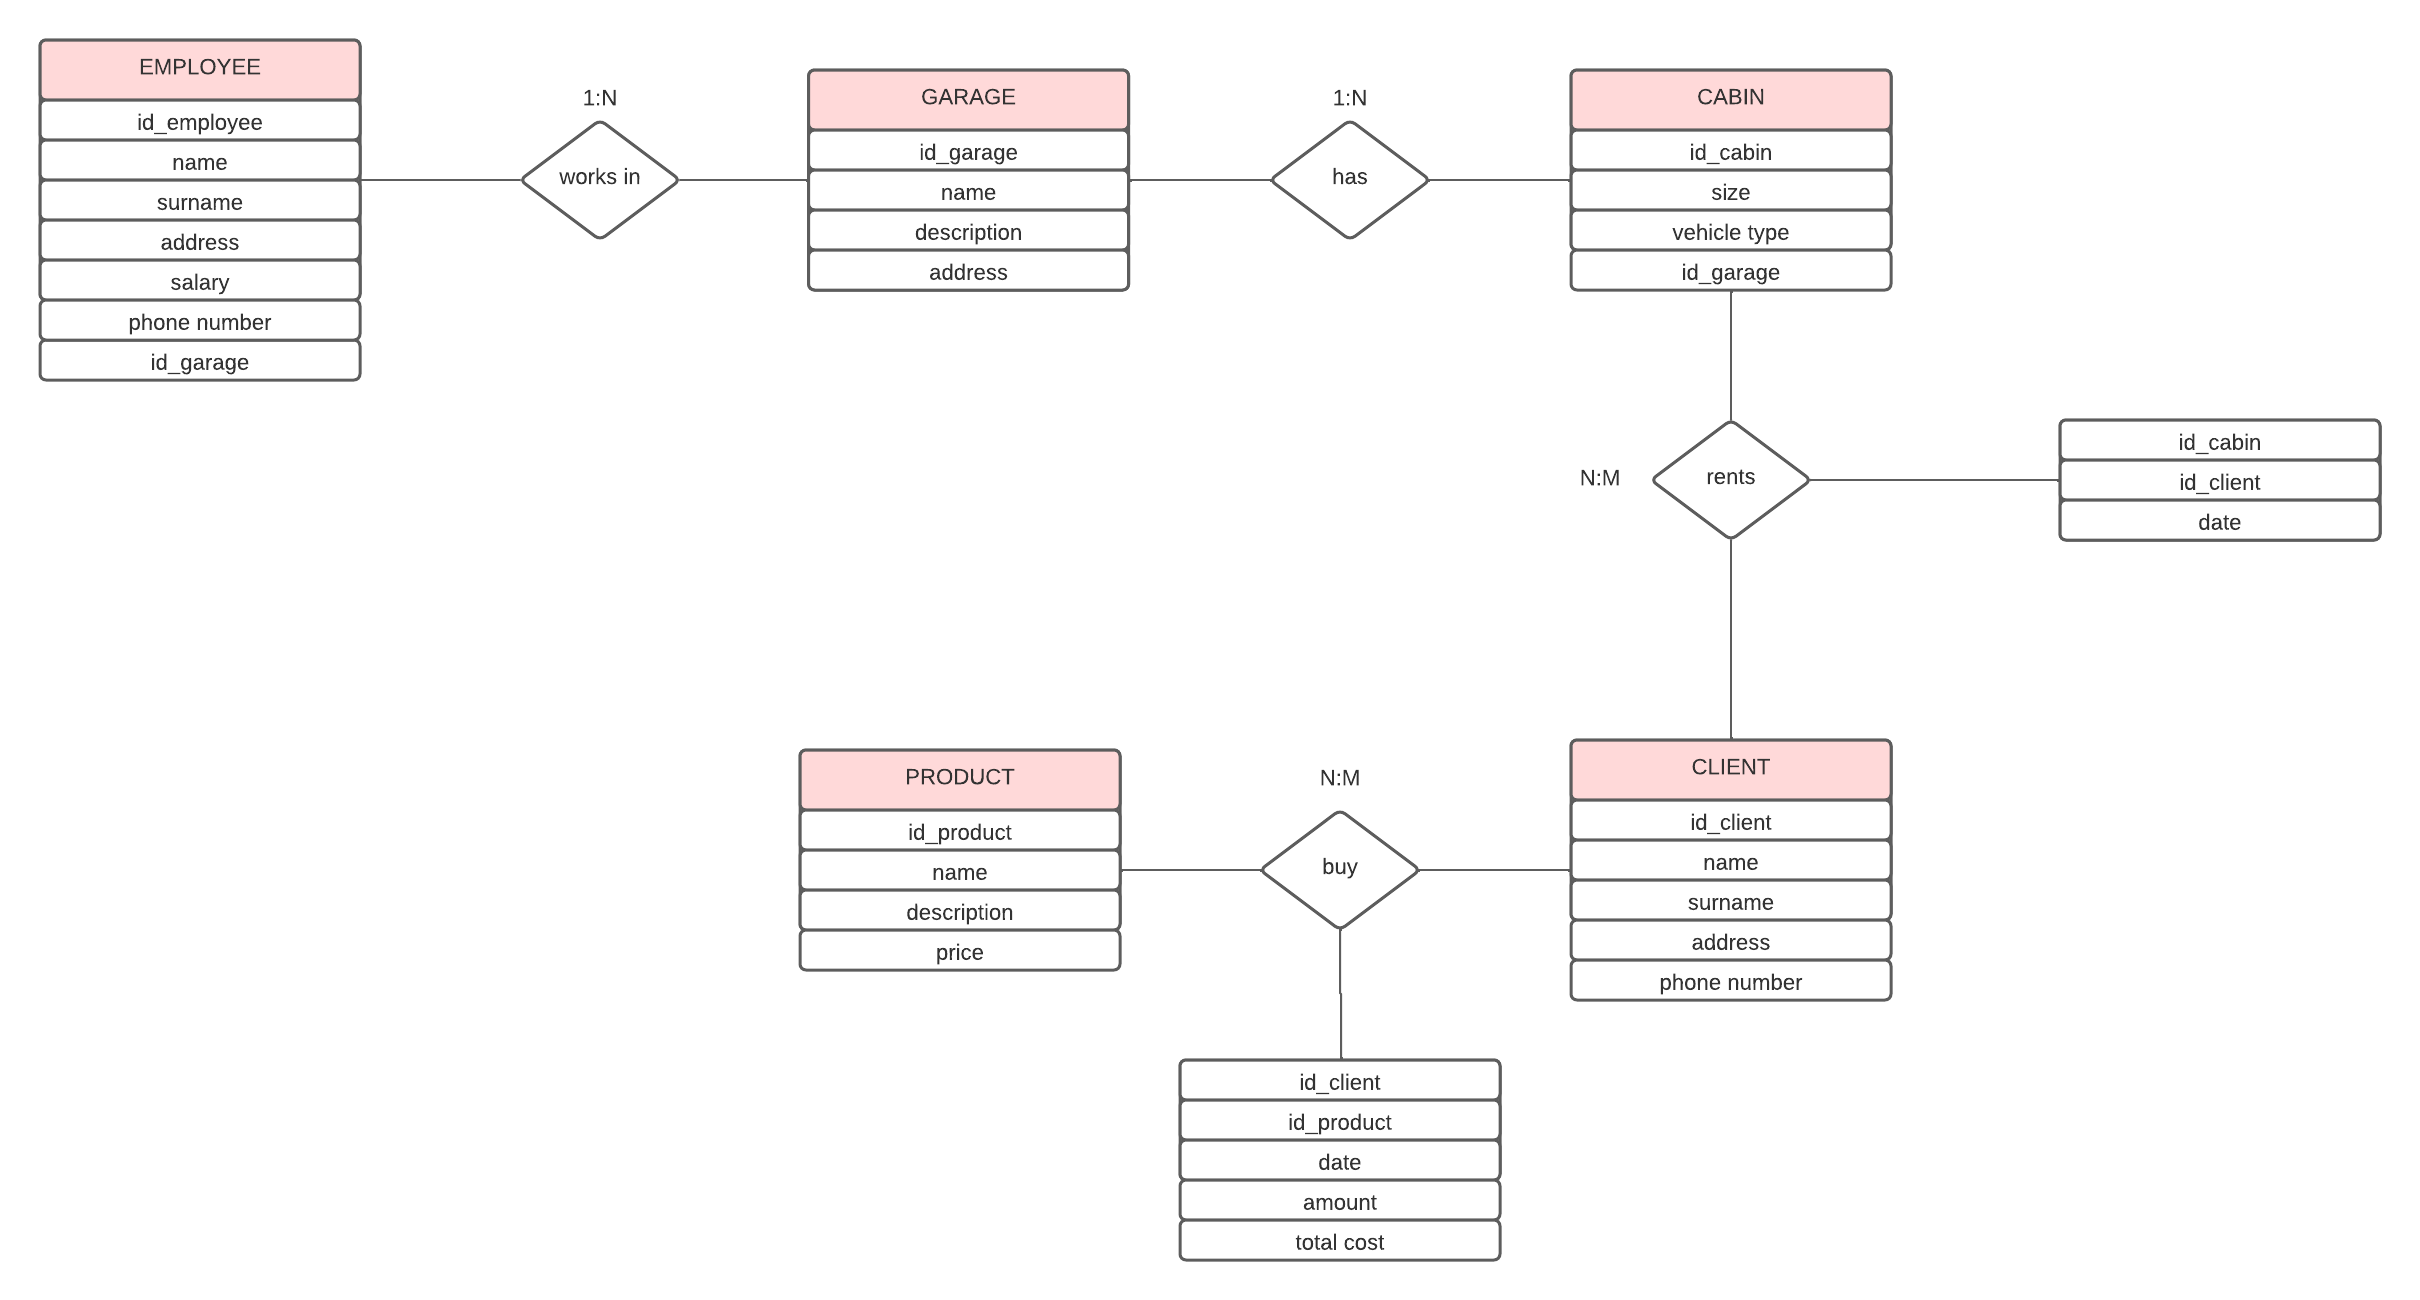 EMPLOYEE
id_employee
name
surname
address
salary
phone number
id_garage
1:N
works in
GARAGE
id_garage
name
description
address
1:N
has
CABIN
id_cabin
size
vehicle type
id_garage
N:M
rents
id_cabin
id_client
date
PRODUCT
id_product
name
description
price
N:M
buy
CLIENT
id_client
name
surname
address
phone number
id_client
id_product
date
amount
total cost